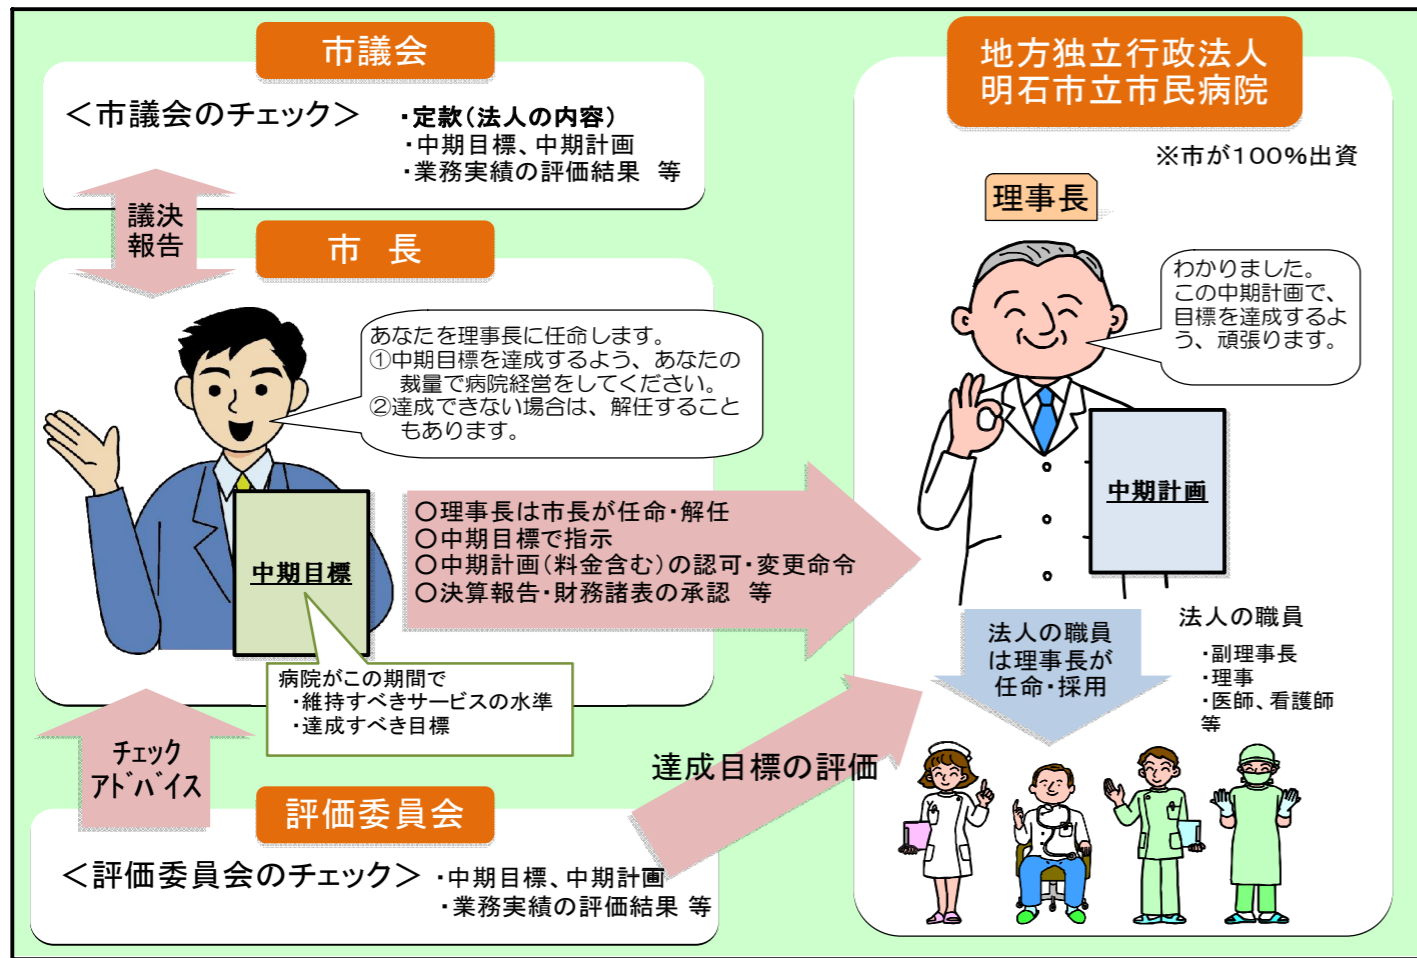 市議会
＜市議会のチェック＞
・定款(法人の内容)
・中期目標、中期計画
・業務実績の評価結果 等
議決
報告
市 長
あなたを理事長に任命します。
①中期目標を達成するよう、あなたの
裁量で病院経営をしてください。
②達成できない場合は、解任すること
もあります。
中期目標
病院がこの期間で
・維持すべきサービスの水準
・達成すべき目標
○理事長は市長が任命・解任
○中期目標で指示
○中期計画(料金含む)の認可・変更命令
○決算報告・財務諸表の承認 等
チェック
アドバイス
評価委員会
＜評価委員会のチェック＞
・中期目標、中期計画
・業務実績の評価結果 等
達成目標の評価
地方独立行政法人
明石市立市民病院
※市が100％出資
理事長
わかりました。
この中期計画で、
目標を達成するよ
う、頑張ります。
中期計画
法人の職員
は理事長が
任命・採用
法人の職員
・副理事長
・理事
・医師、看護師
等